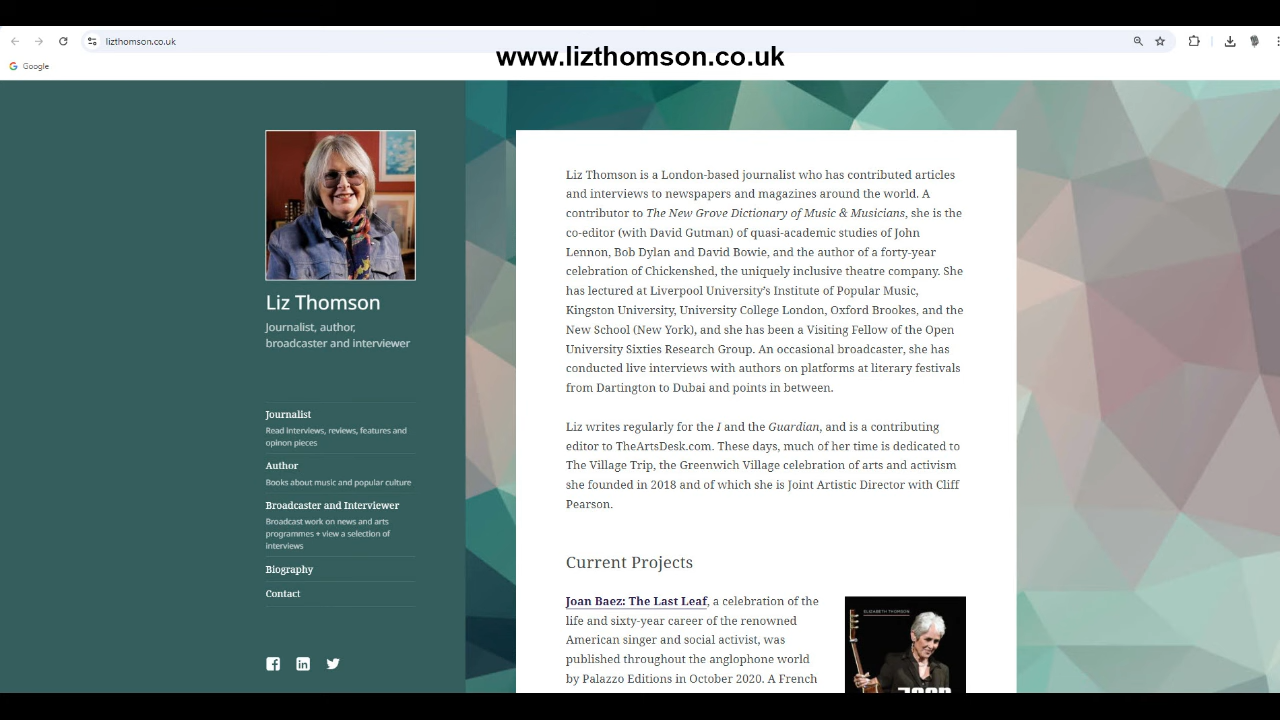 lizthomson.co.uk
www.lizthomson.co.uk
Google
Liz Thomson
Journalist, author,
broadcaster and interviewer
Journalist
Read interviews, reviews, features and
opinon pieces
Author
Books about music and popular culture
Broadcaster and Interviewer
Broadcast work on news and arts
programmes + view a selection of
interviews
Biography
Contact
Liz Thomson is a London-based journalist who has contributed articles
and interviews to newspapers and magazines around the world. A
contributor to The New Grove Dictionary of Music & Musicians, she is the
co-editor (with David Gutman) of quasi-academic studies of John
Lennon, Bob Dylan and David Bowie, and the author of a forty-year
celebration of Chickenshed, the uniquely inclusive theatre company. She
has lectured at Liverpool University's Institute of Popular Music,
Kingston University, University College London, Oxford Brookes, and the
New School (New York), and she has been a Visiting Fellow of the Open
University Sixties Research Group. An occasional broadcaster, she has
conducted live interviews with authors on platforms at literary festivals
from Dartington to Dubai and points in between.
Liz writes regularly for the I and the Guardian, and is a contributing
editor to TheArtsDesk.com. These days, much of her time is dedicated to
The Village Trip, the Greenwich Village celebration of arts and activism
she founded in 2018 and of which she is Joint Artistic Director with Cliff
Pearson.
Current Projects
Joan Baez: The Last Leaf, a celebration of the
life and sixty-year career of the renowned
American singer and social activist, was
published throughout the anglophone world
by Palazzo Editions in October 2020. A French
ELIZABETH THOMSON
JOAN